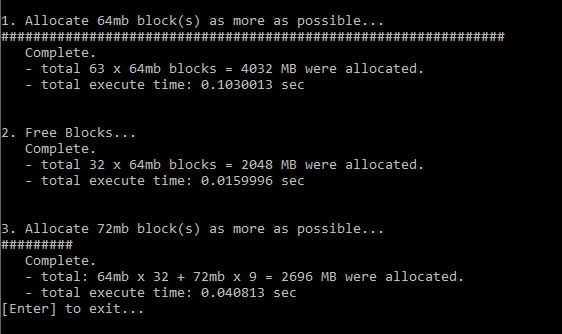 1. Allocate 64mb block(s) as more as possible...
###############################################################
Complete.
- total 63 x 64mb blocks = 4032 MB were allocated.
- total execute time: 0.1030013 sec
2. Free Blocks...
Complete.
- total 32 x 64mb blocks = 2048 MB were allocated.
- total execute time: 0.0159996 sec
3. Allocate 72mb block(s) as more as possible...
#########
Complete.
- total: 64mb x 32 + 72mb x 9 = 2696 MB were allocated.
- total execute time: 0.040813 sec
[Enter] to exit...